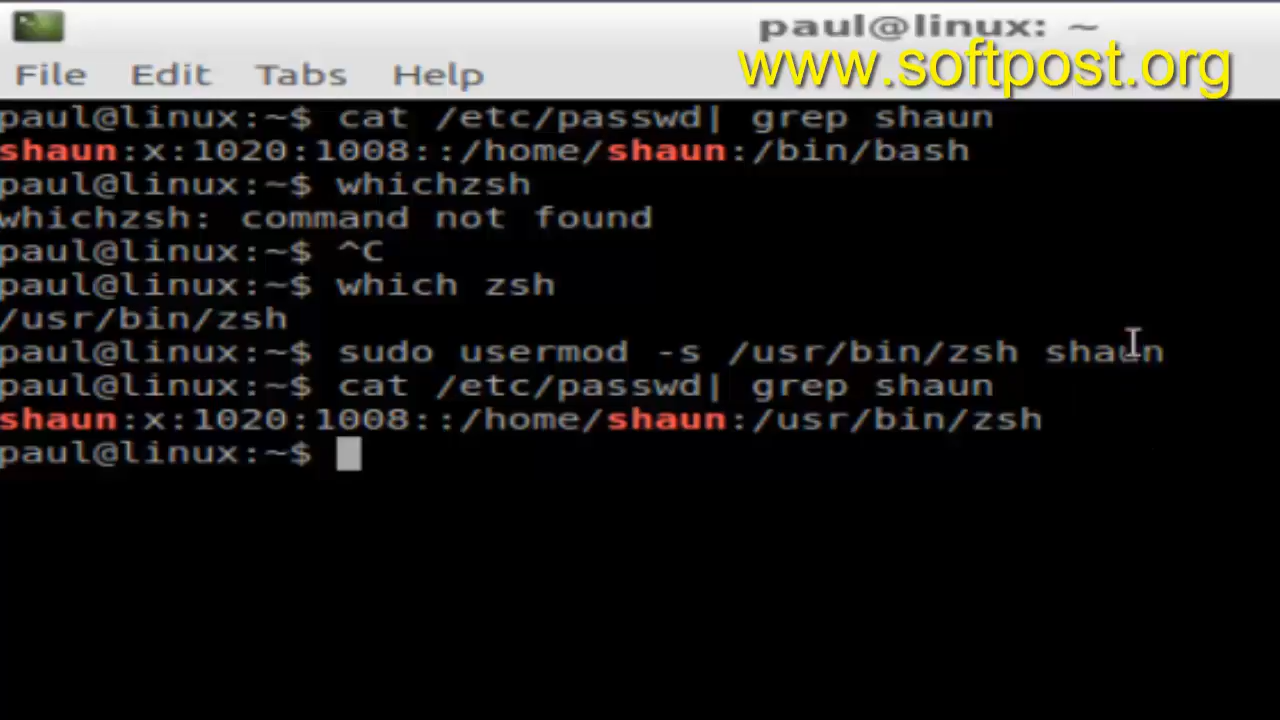 paul@linux: ~
www.softpost.org
File Edit Tabs Help
paul@linux:~$ cat /etc/passwd| grep shaun
shaun:x:1020:1008::/home/shaun:/bin/bash
paul@linux:~$ whichzsh
whichzsh: command not found
paul@linux:~$ ^C
paul@linux:~$ which zsh
/usr/bin/zsh
paul@linux:~$ sudo usermod -s /usr/bin/zsh shaun
paul@linux:~$ cat /etc/passwd| grep shaun
shaun:x:1020:1008::/home/shaun:/usr/bin/zsh
paul@linux:~$